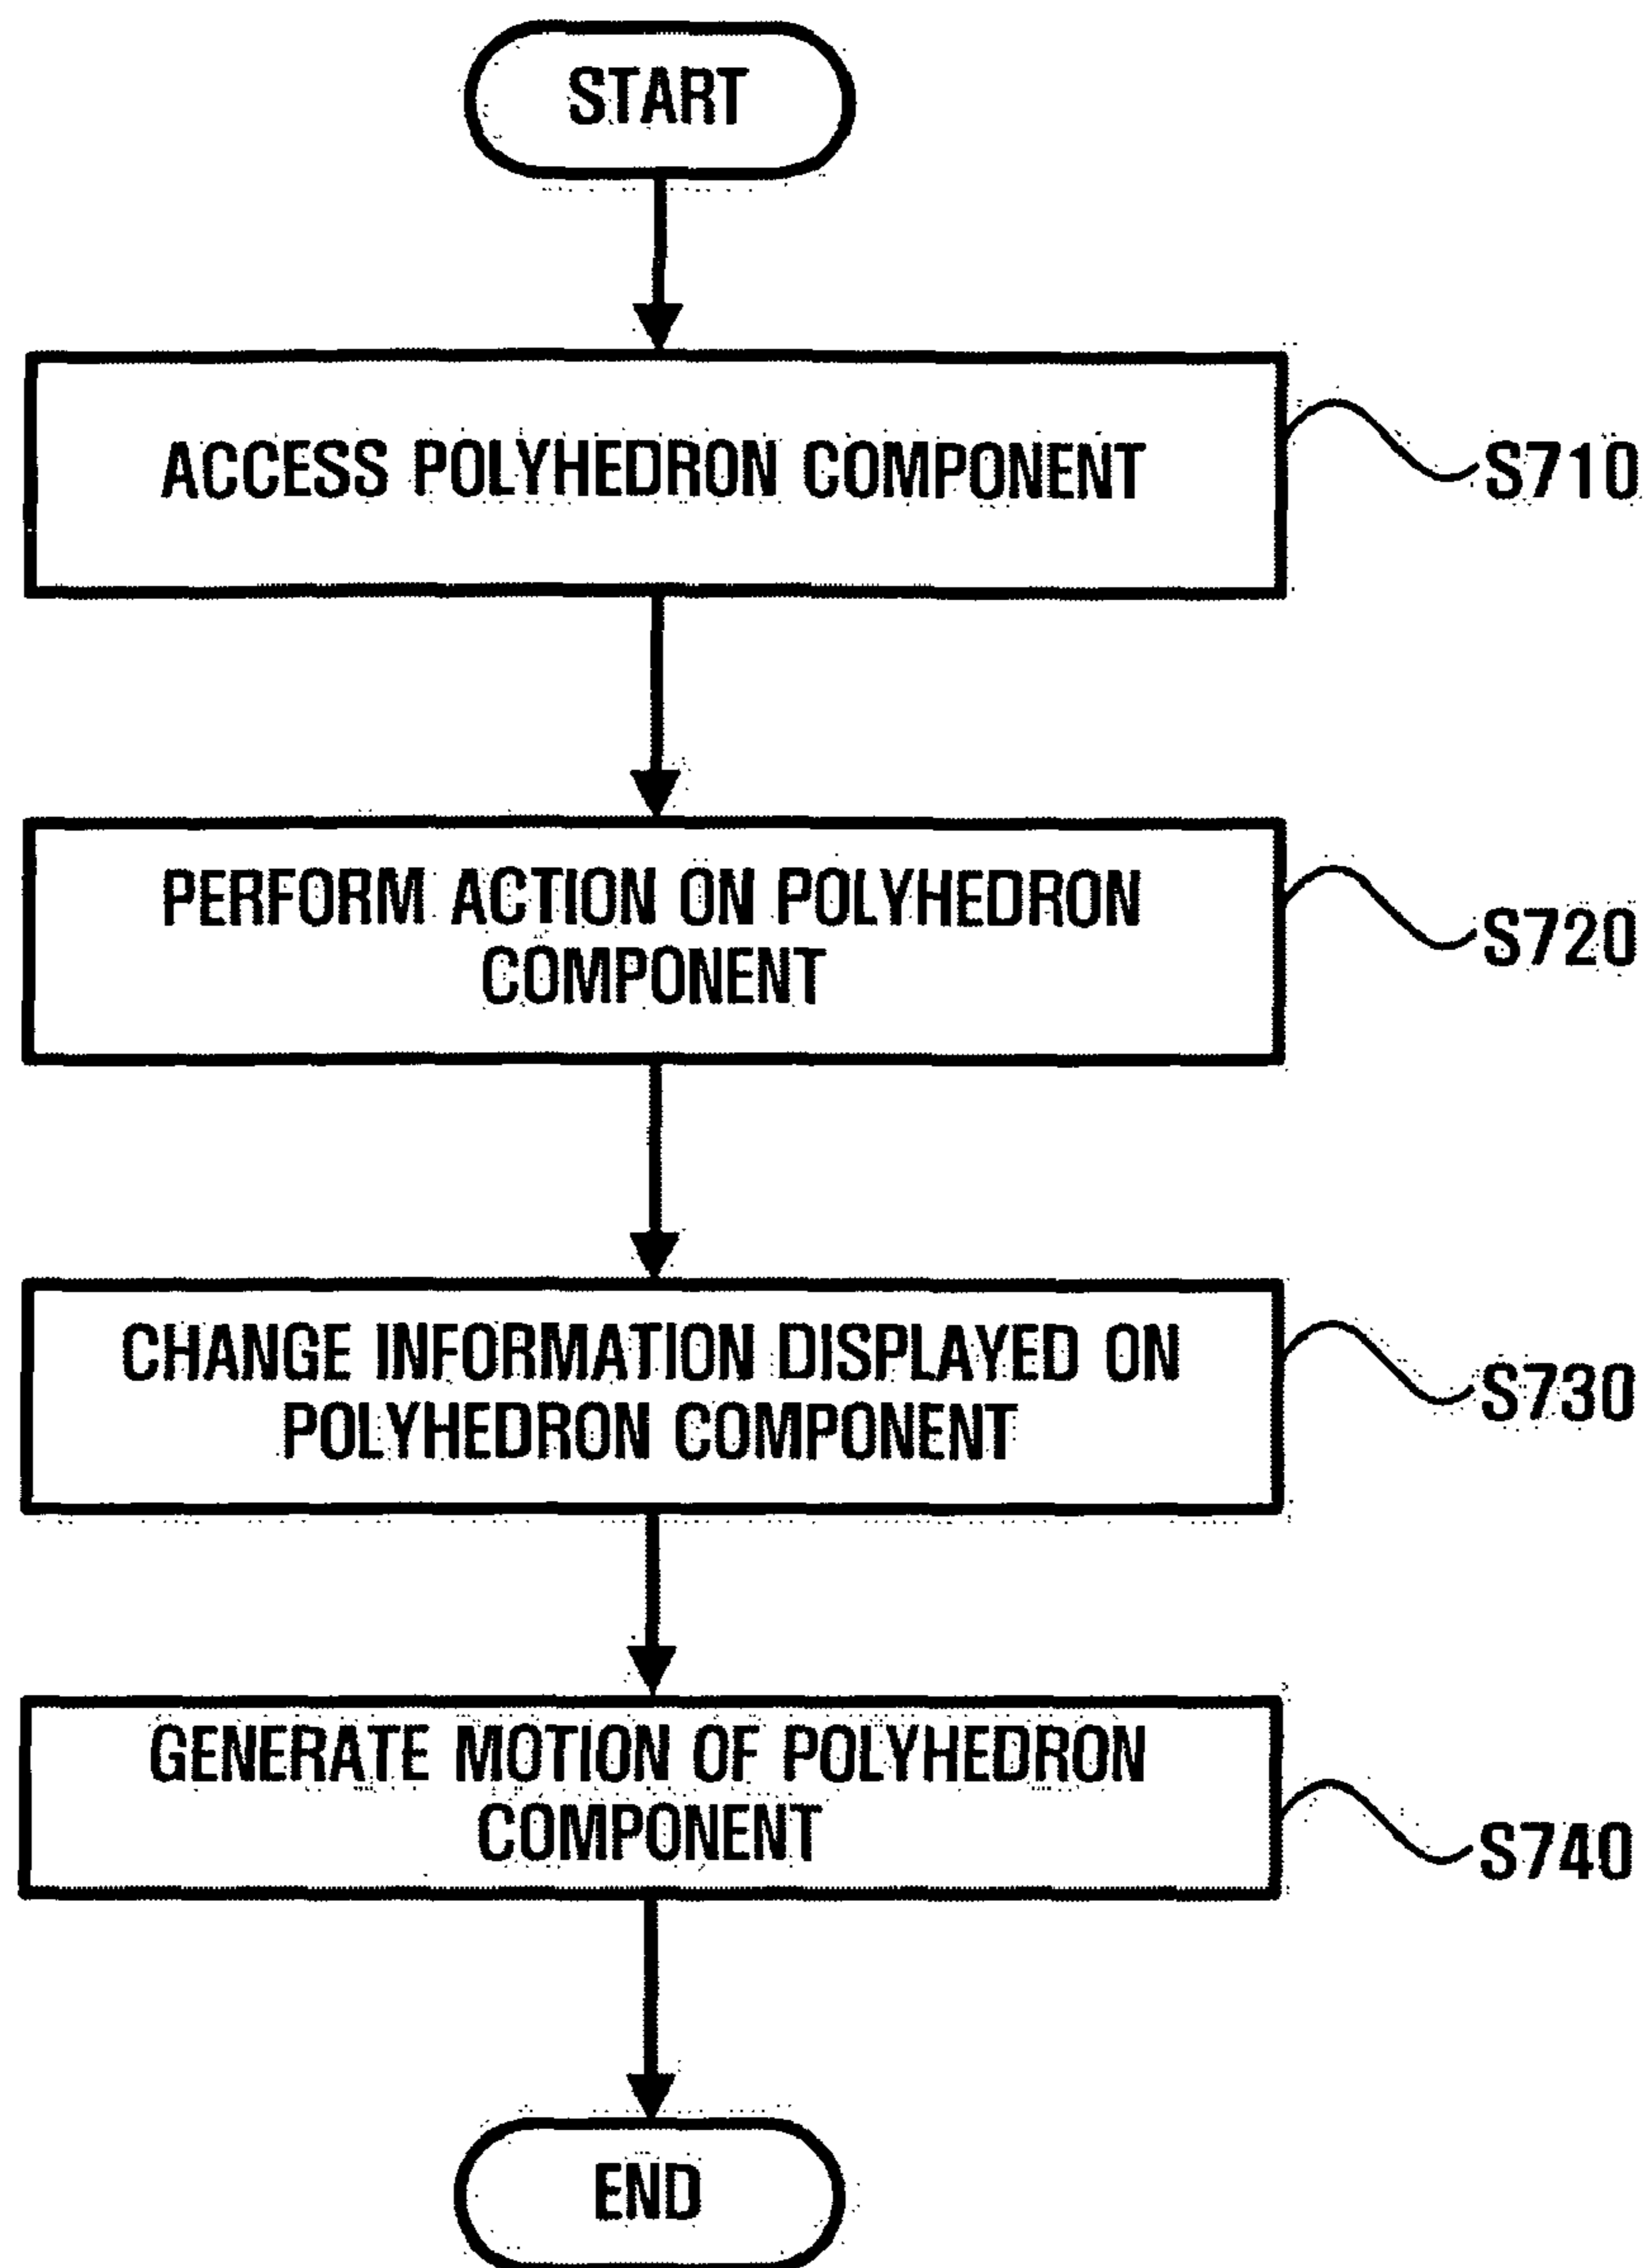 START
ACCESS POLYHEDRON COMPONENT
S710
PERFORM ACTION ON POLYHEDRON
COMPONENT
S720
CHANGE INFORMATION DISPLAYED ON
POLYHEDRON COMPONENT
S730
GENERATE MOTION OF POLYHEDRON
COMPONENT
S740
END